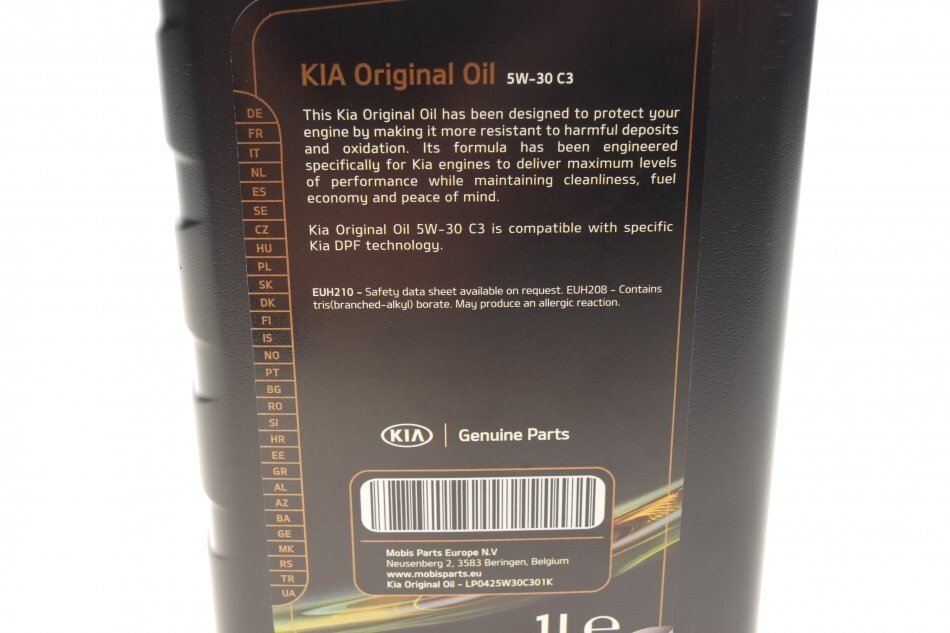 KIA Original Oil 5W-30 C3
This Kia Original Oil has been designed to protect your
engine by making it more resistant to harmful deposits
and oxidation. Its formula has been engineered
specifically for Kia engines to deliver maximum levels
of performance while maintaining cleanliness, fuel
economy and peace of mind.
Kia Original Oil 5W-30 C3 is compatible with specific
Kia DPF technology.
EUH210 - Safety data sheet available on request. EUH208 - Contains
tris(branched-alkyl) borate. May produce an allergic reaction.
DE
FR
IT
NL
ES
SE
CZ
HU
PL
SK
DK
FI
IS
NO
PT
BG
RO
SI
HR
EE
GR
AL
AZ
BA
GE
MK
RS
TR
UA
KIA | Genuine Parts
Mobis Parts Europe N.V
Neusenberg 2, 3583 Beringen, Belgium
www.mobisparts.eu
Kia Original Oil - LP0425W30C301K
1L e